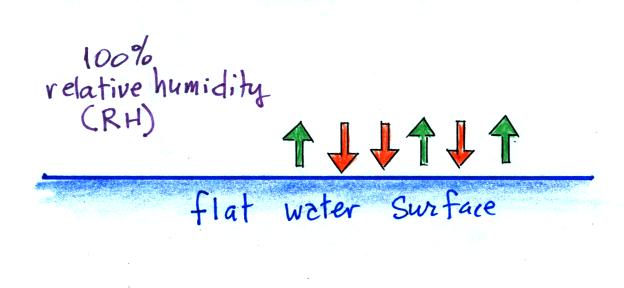 100%
relative humidity
(RH)
flat water surface